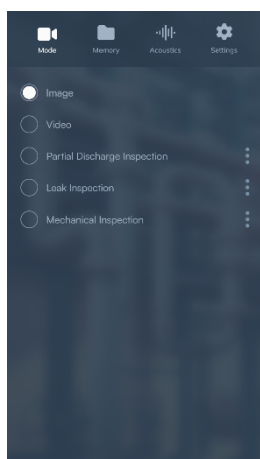 Mode Memory Acoustics Settings
Image
Video
Partial Discharge Inspection
Leak Inspection
Mechanical Inspection